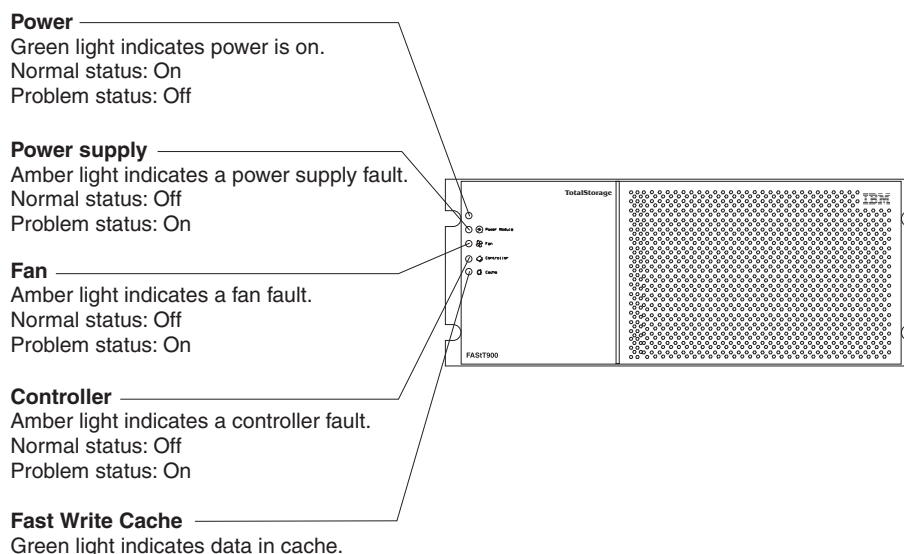 Power
Green light indicates power is on.
Normal status: On
Problem status: Off
Power supply
Amber light indicates a power supply fault.
Normal status: Off
Problem status: On
Fan
Amber light indicates a fan fault.
Normal status: Off
Problem status: On
Controller
Amber light indicates a controller fault.
Normal status: Off
Problem status: On
Fast Write Cache
Green light indicates data in cache.
TotalStorage
IBM
Power Module
Fan
Controller
Cache
FAStT900